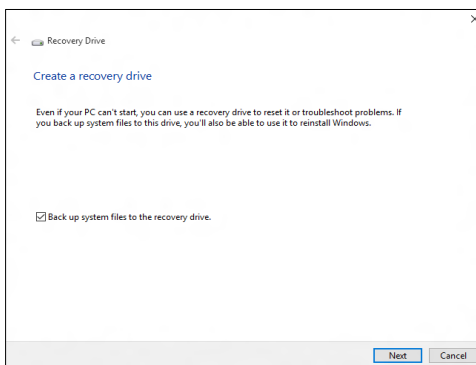 Recovery Drive
Create a recovery drive
Even if your PC can't start, you can use a recovery drive to reset it or troubleshoot problems. If
you back up system files to this drive, you'll also be able to use it to reinstall Windows.
Back up system files to the recovery drive.
Next Cancel